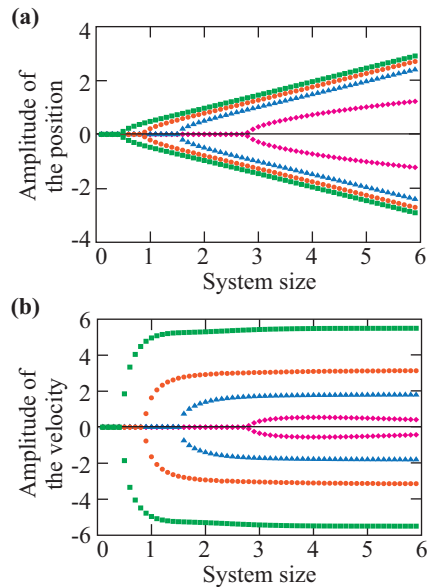 (a)
4
2
0
-2
-4
Amplitude of
the position
0 1 2 3 4 5 6
System size
(b)
6
4
2
0
-2
-4
-6
Amplitude of
the velocity
0 1 2 3 4 5 6
System size